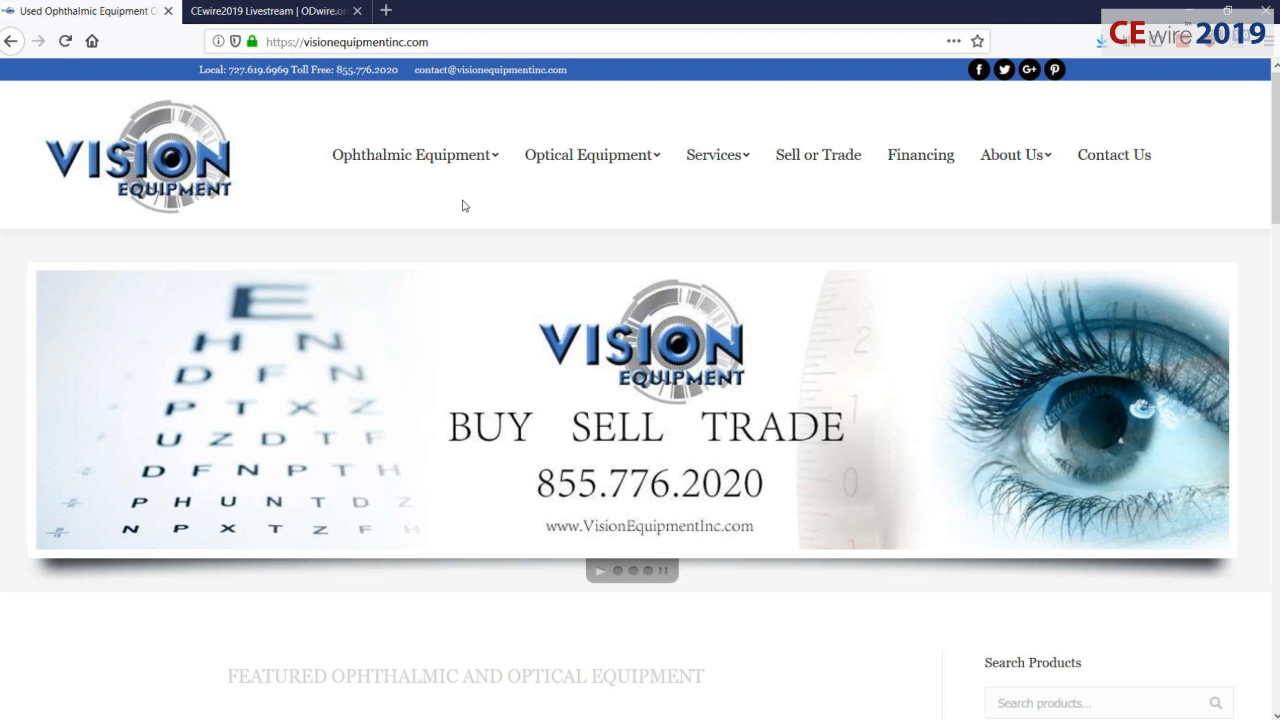 Used Ophthalmic Equipment O
CEwire2019 Livestream | ODwire.or
CE wire 2019
https://visionequipmentinc.com
Local: 727.619.6969 Toll Free: 855.776.2020 contact@visionequipmentinc.com
VISION
EQUIPMENT
Ophthalmic Equipment
Optical Equipment
Services
Sell or Trade
Financing
About Us
Contact Us
E
H N
D F N
P T X Z
U Z D T F
D F N P T H
P H U N T D Z
N P X T Z F H
VISION
EQUIPMENT
BUY SELL TRADE
855.776.2020
www.VisionEquipmentInc.com
2
1
0
FEATURED OPHTHALMIC AND OPTICAL EQUIPMENT
Search Products
Search products...